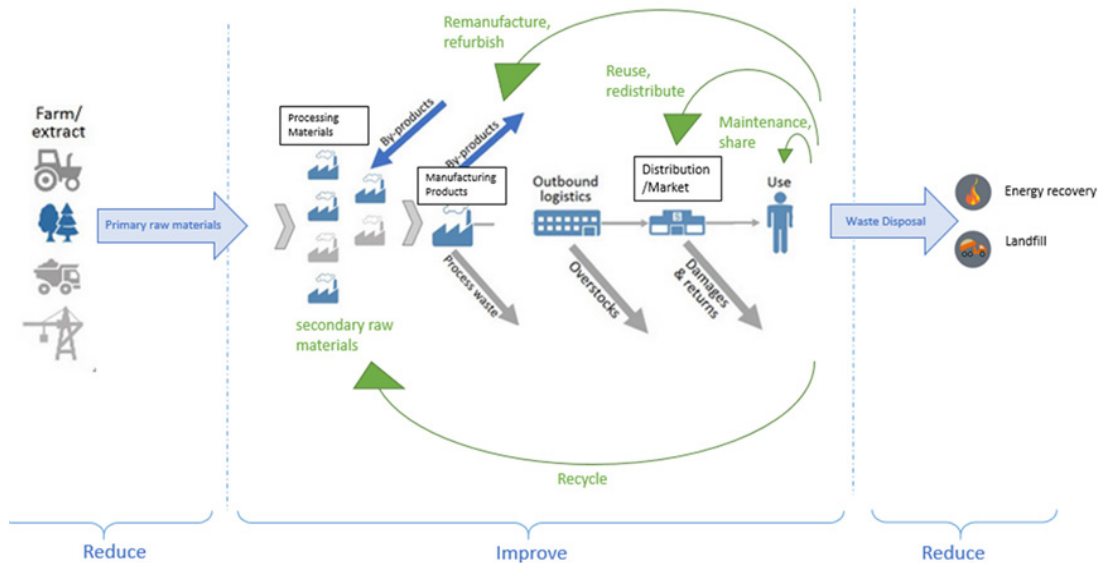 Remanufacture,
refurbish
Reuse,
redistribute
Maintenance,
share
Farm/
extract
Processing
Materials
By-products
By-products
Manufacturing
Products
Outbound
logistics
Distribution
/Market
Use
Primary raw materials
Waste Disposal
Energy recovery
Landfill
S
Process waste
Overstocks
Damages
& returns
secondary raw
materials
Recycle
Reduce
Improve
Reduce